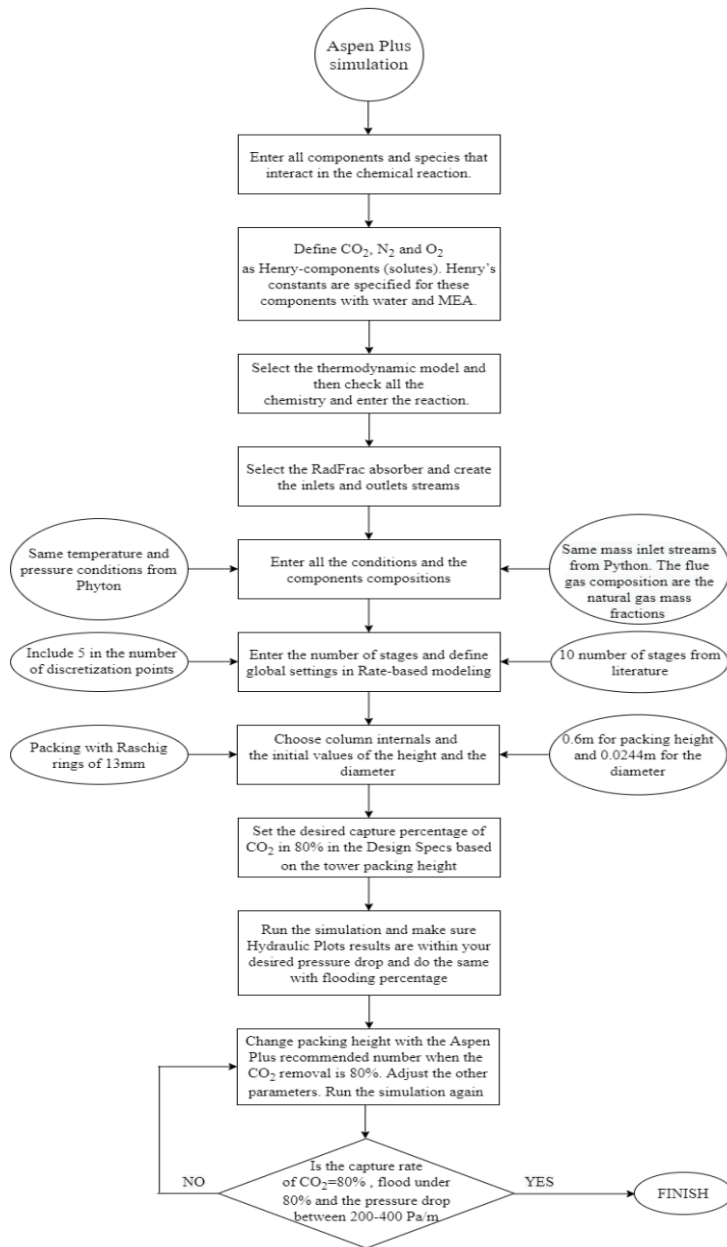 Aspen Plus
simulation
Enter all components and species that
interact in the chemical reaction.
Define CO₂, N₂ and O₂
as Henry-components (solutes). Henry's
constants are specified for these
components with water and MEA.
Select the thermodynamic model and
then check all the
chemistry and enter the reaction.
Select the RadFrac absorber and create
the inlets and outlets streams
Same temperature and
pressure conditions from
Phyton
Enter all the conditions and the
components compositions
Same mass inlet streams
from Python. The flue
gas composition are the
natural gas mass
fractions
Include 5 in the number
of discretization points
Enter the number of stages and define
global settings in Rate-based modeling
10 number of stages from
literature
Packing with Raschig
rings of 13mm
Choose column internals and
the initial values of the height and the
diameter
0.6m for packing height
and 0.0244m for the
diameter
Set the desired capture percentage of
CO₂ in 80% in the Design Specs based
on the tower packing height
Run the simulation and make sure
Hydraulic Plots results are within your
desired pressure drop and do the same
with flooding percentage
Change packing height with the Aspen
Plus recommended number when the
CO₂ removal is 80%. Adjust the other
parameters. Run the simulation again
Is the capture rate
of CO₂=80% , flood under
80% and the pressure drop
between 200-400 Pa/m
NO
YES
FINISH